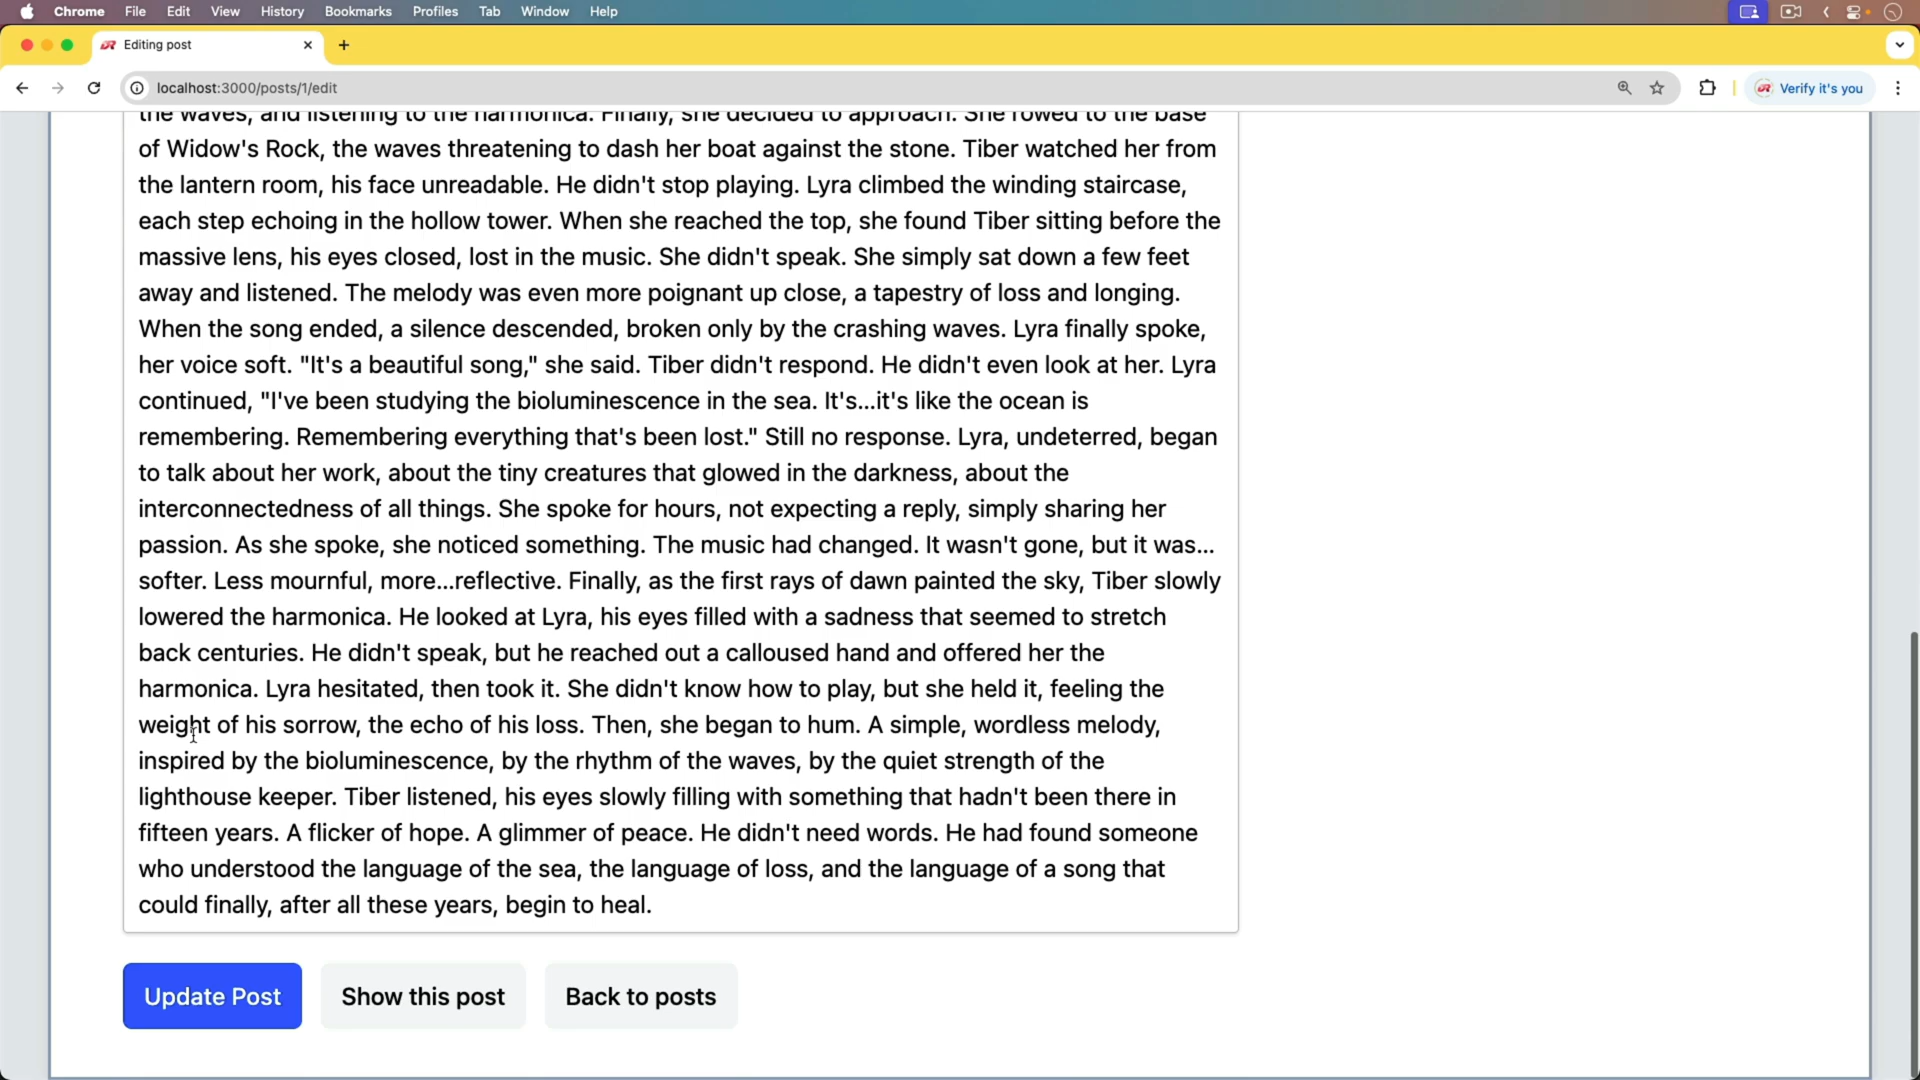 Chrome File Edit View History Bookmarks Profiles Tab Window Help
Editing post
localhost:3000/posts/1/edit
Verify it's you
the waves, and listening to the harmonica. Finally, she decided to approach. She rowed to the base
of Widow's Rock, the waves threatening to dash her boat against the stone. Tiber watched her from
the lantern room, his face unreadable. He didn't stop playing. Lyra climbed the winding staircase,
each step echoing in the hollow tower. When she reached the top, she found Tiber sitting before the
massive lens, his eyes closed, lost in the music. She didn't speak. She simply sat down a few feet
away and listened. The melody was even more poignant up close, a tapestry of loss and longing.
When the song ended, a silence descended, broken only by the crashing waves. Lyra finally spoke,
her voice soft. "It's a beautiful song," she said. Tiber didn't respond. He didn't even look at her. Lyra
continued, "I've been studying the bioluminescence in the sea. It's...it's like the ocean is
remembering. Remembering everything that's been lost." Still no response. Lyra, undeterred, began
to talk about her work, about the tiny creatures that glowed in the darkness, about the
interconnectedness of all things. She spoke for hours, not expecting a reply, simply sharing her
passion. As she spoke, she noticed something. The music had changed. It wasn't gone, but it was...
softer. Less mournful, more...reflective. Finally, as the first rays of dawn painted the sky, Tiber slowly
lowered the harmonica. He looked at Lyra, his eyes filled with a sadness that seemed to stretch
back centuries. He didn't speak, but he reached out a calloused hand and offered her the
harmonica. Lyra hesitated, then took it. She didn't know how to play, but she held it, feeling the
weight of his sorrow, the echo of his loss. Then, she began to hum. A simple, wordless melody,
inspired by the bioluminescence, by the rhythm of the waves, by the quiet strength of the
lighthouse keeper. Tiber listened, his eyes slowly filling with something that hadn't been there in
fifteen years. A flicker of hope. A glimmer of peace. He didn't need words. He had found someone
who understood the language of the sea, the language of loss, and the language of a song that
could finally, after all these years, begin to heal.
Update Post Show this post Back to posts